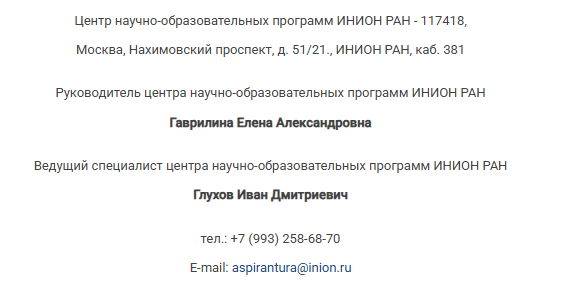 Центр научно-образовательных программ ИНИОН РАН - 117418,
Москва, Нахимовский проспект, д. 51/21., ИНИОН РАН, каб. 381
Руководитель центра научно-образовательных программ ИНИОН РАН
Гаврилина Елена Александровна
Ведущий специалист центра научно-образовательных программ ИНИОН РАН
Глухов Иван Дмитриевич
тел.: +7 (993) 258-68-70
E-mail: aspirantura@inion.ru